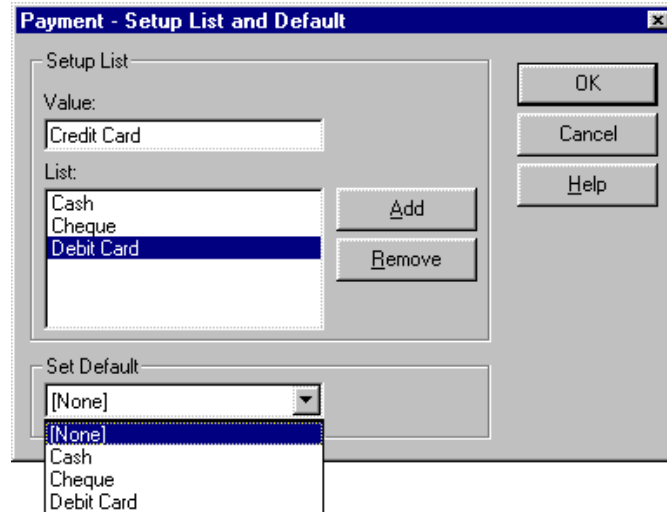 Payment - Setup List and Default
Setup List
Value:
Credit Card
List:
Cash
Cheque
Debit Card
Add
Remove
OK
Cancel
Help
Set Default
[None]
[None]
Cash
Cheque
Debit Card